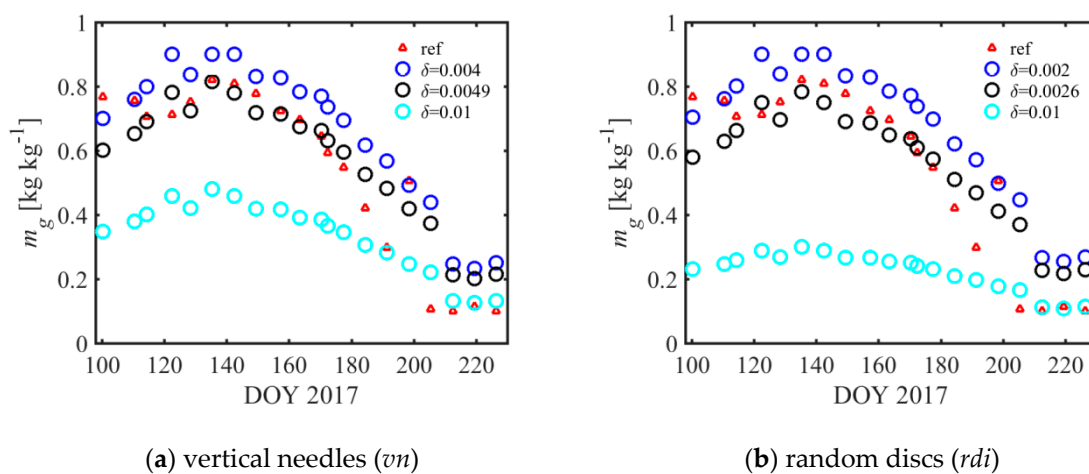 1
0.8
0.6
0.4
0.2
0
m_g [kg kg⁻¹]
100 120 140 160 180 200 220
DOY 2017
ref
δ=0.004
δ=0.0049
δ=0.01
(a) vertical needles (vn)
1
0.8
0.6
0.4
0.2
0
m_g [kg kg⁻¹]
100 120 140 160 180 200 220
DOY 2017
ref
δ=0.002
δ=0.0026
δ=0.01
(b) random discs (rdi)